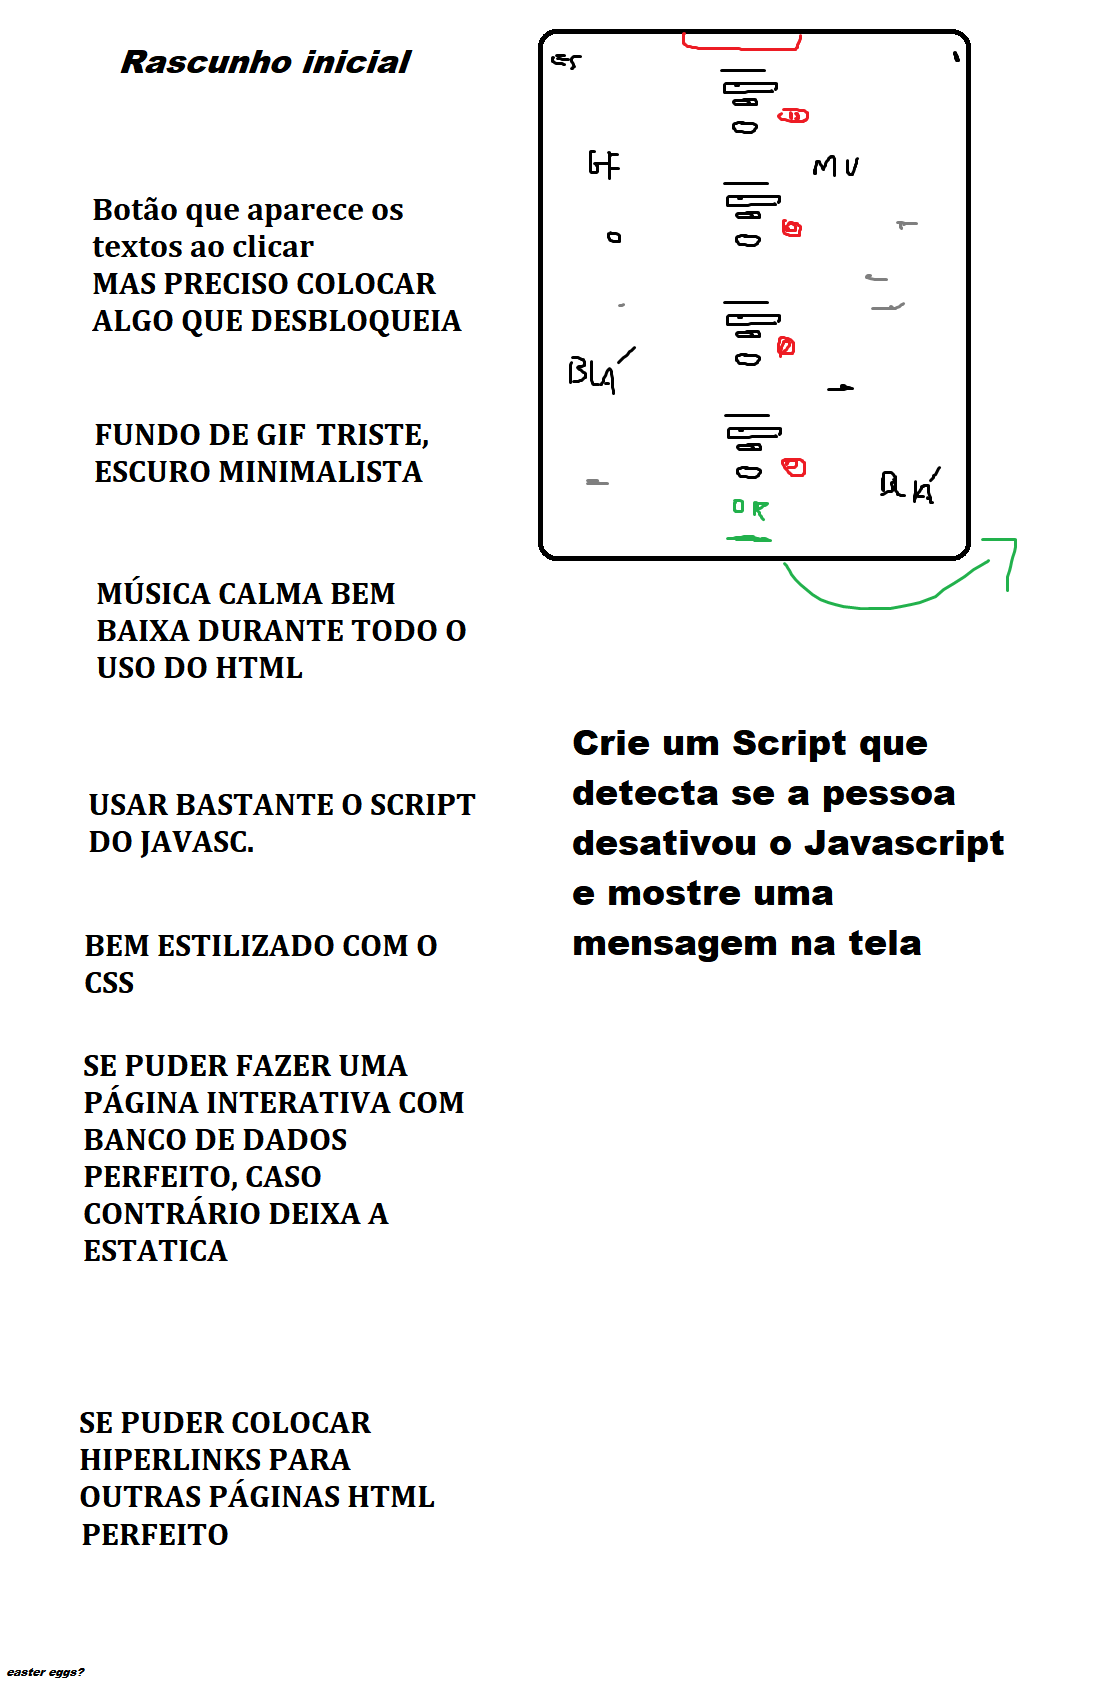 Rascunho inicial
Botão que aparece os
textos ao clicar
MAS PRECISO COLOCAR
ALGO QUE DESBLOQUEIA
FUNDO DE GIF TRISTE,
ESCURO MINIMALISTA
MÚSICA CALMA BEM
BAIXA DURANTE TODO O
USO DO HTML
USAR BASTANTE O SCRIPT
DO JAVASC.
BEM ESTILIZADO COM O
CSS
SE PUDER FAZER UMA
PÁGINA INTERATIVA COM
BANCO DE DADOS
PERFEITO, CASO
CONTRÁRIO DEIXA A
ESTATICA
SE PUDER COLOCAR
HIPERLINKS PARA
OUTRAS PÁGINAS HTML
PERFEITO
easter eggs?
GF
MU
BLÁ
BLÁ
OK
Crie um Script que
detecta se a pessoa
desativou o Javascript
e mostre uma
mensagem na tela